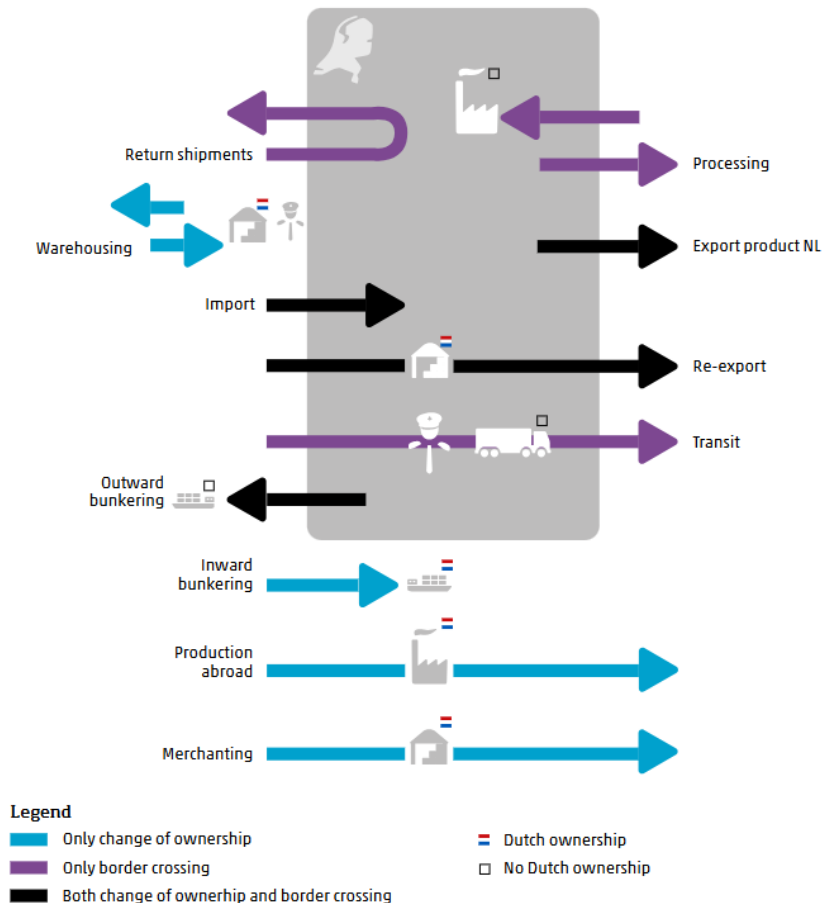 Return shipments
Processing
Warehousing
Export product NL
Import
Re-export
Transit
Outward
bunkering
Inward
bunkering
Production
abroad
Merchanting
Legend
Only change of ownership
Only border crossing
Both change of ownerhip and border crossing
Dutch ownership
No Dutch ownership